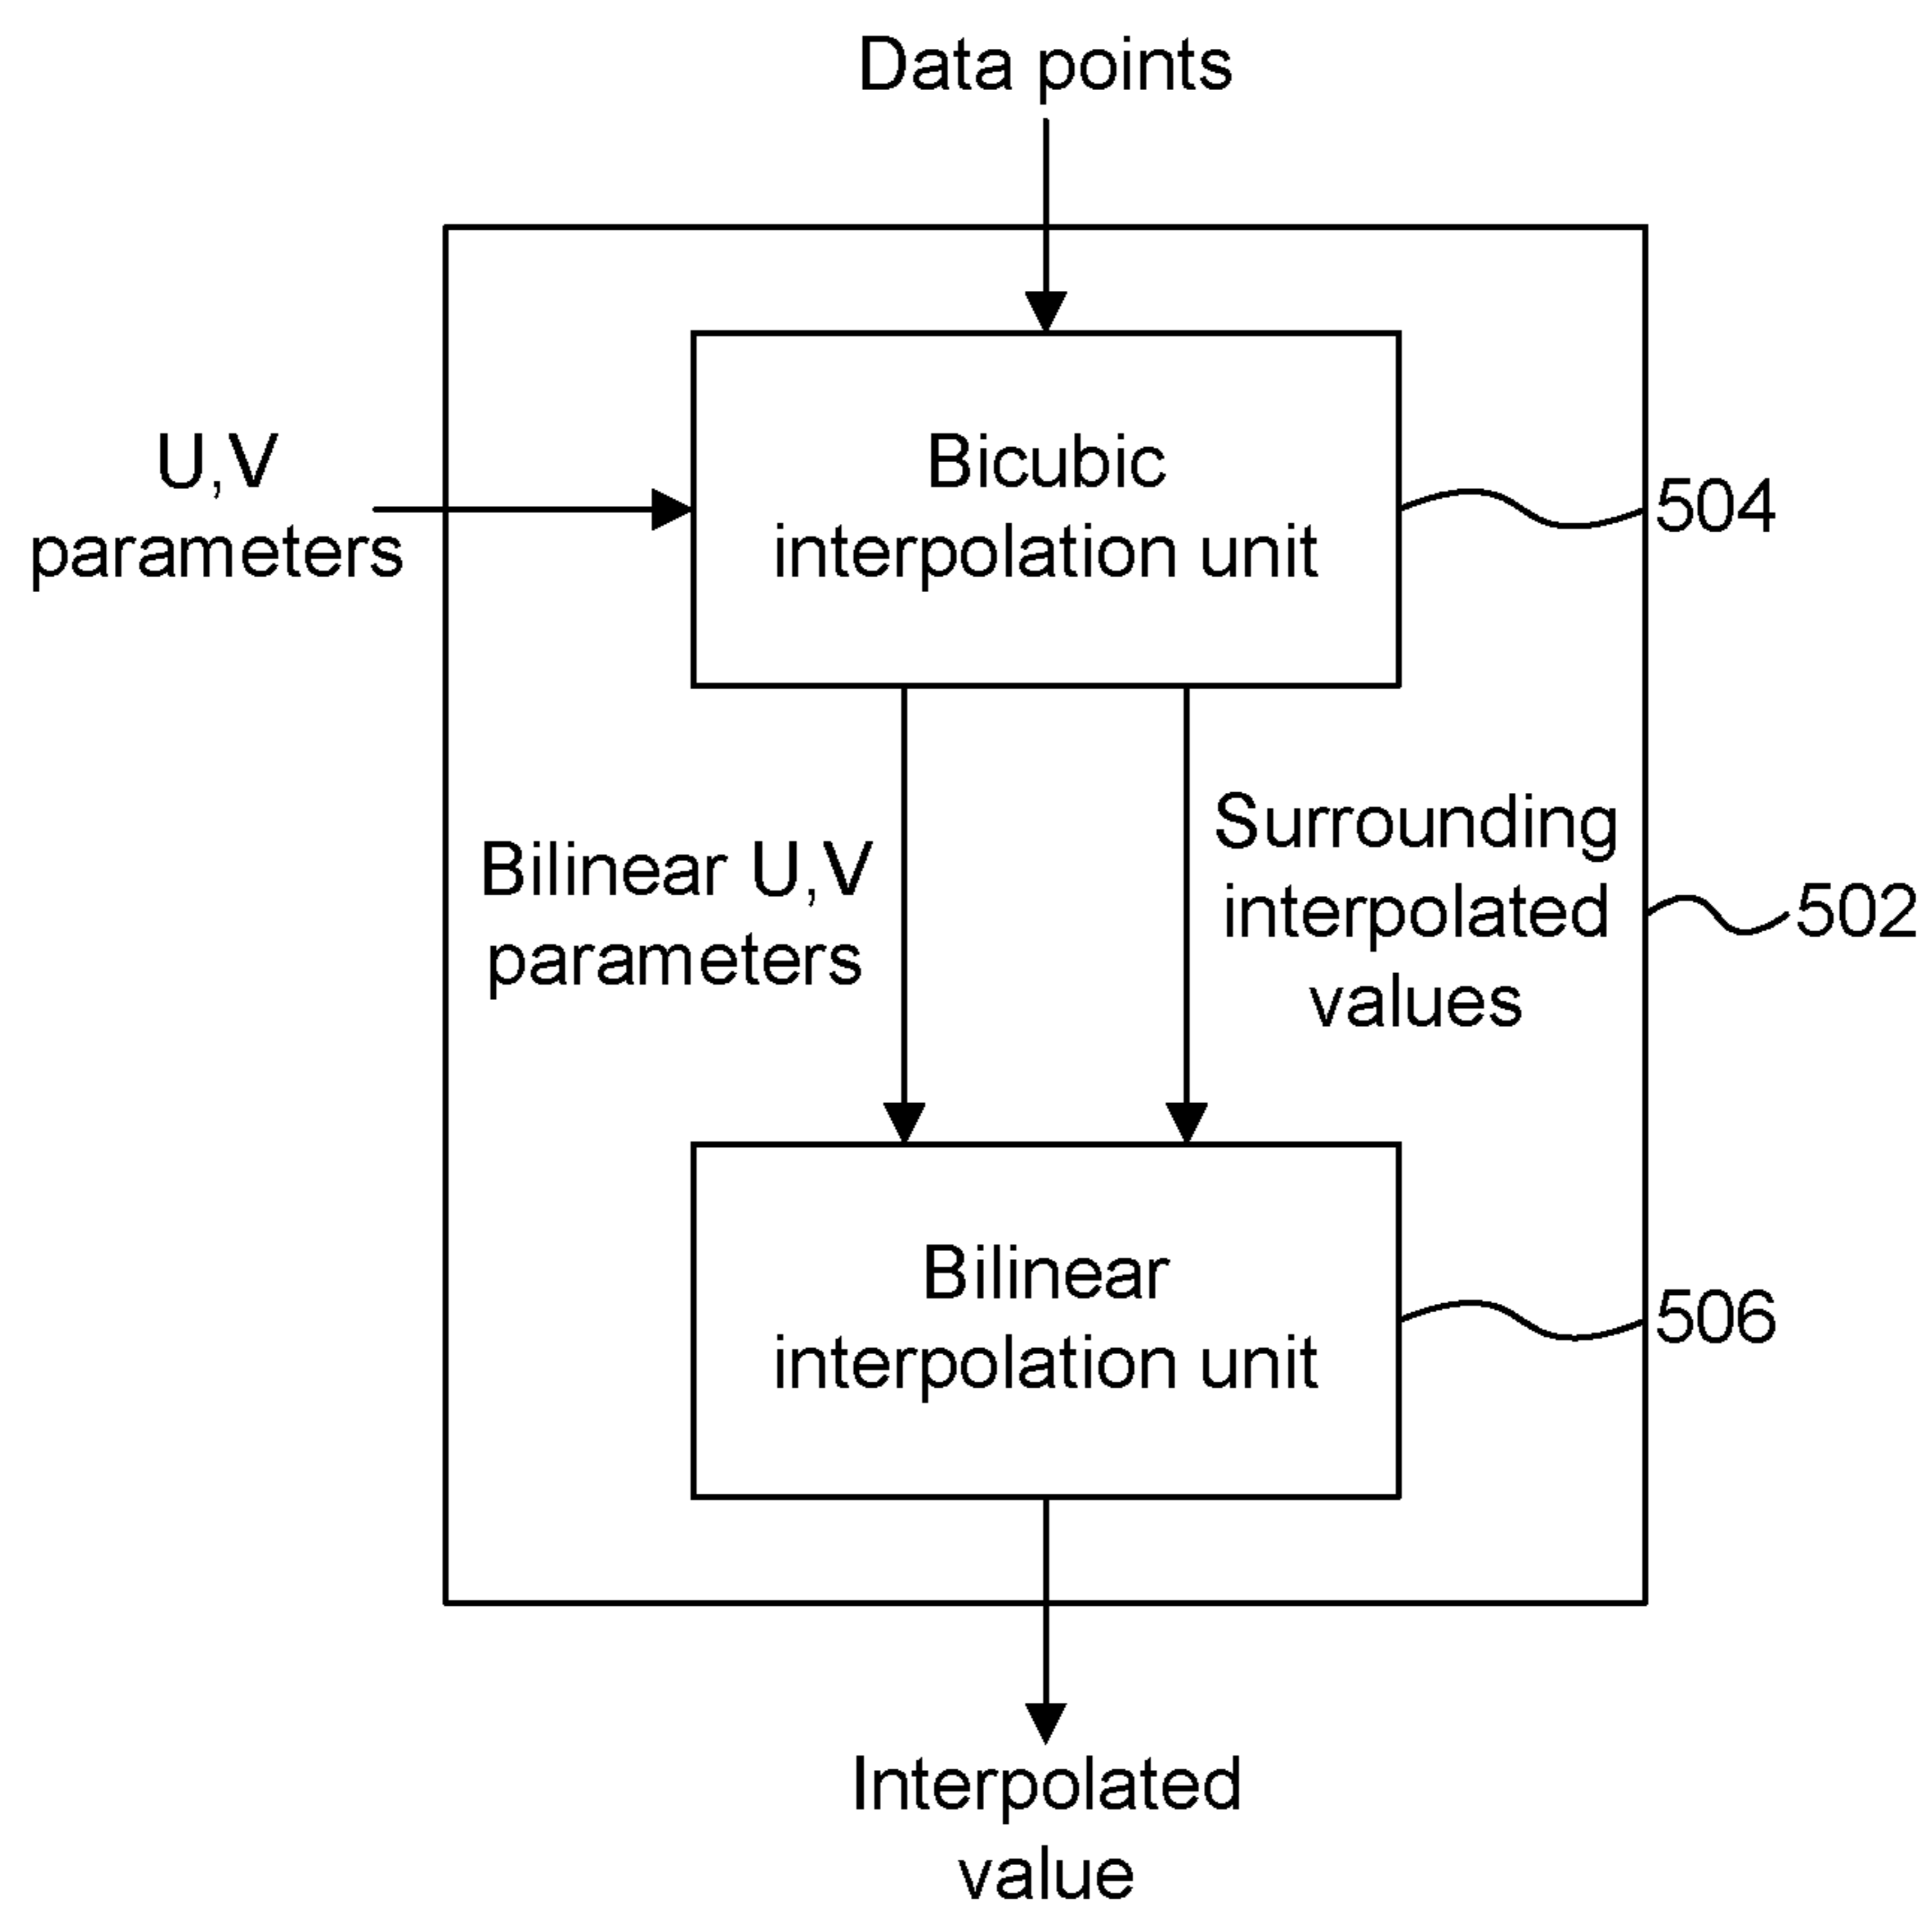 Data points
U,V
parameters
Bicubic
interpolation unit
504
Bilinear U,V
parameters
Surrounding
interpolated
values
502
Bilinear
interpolation unit
506
Interpolated
value